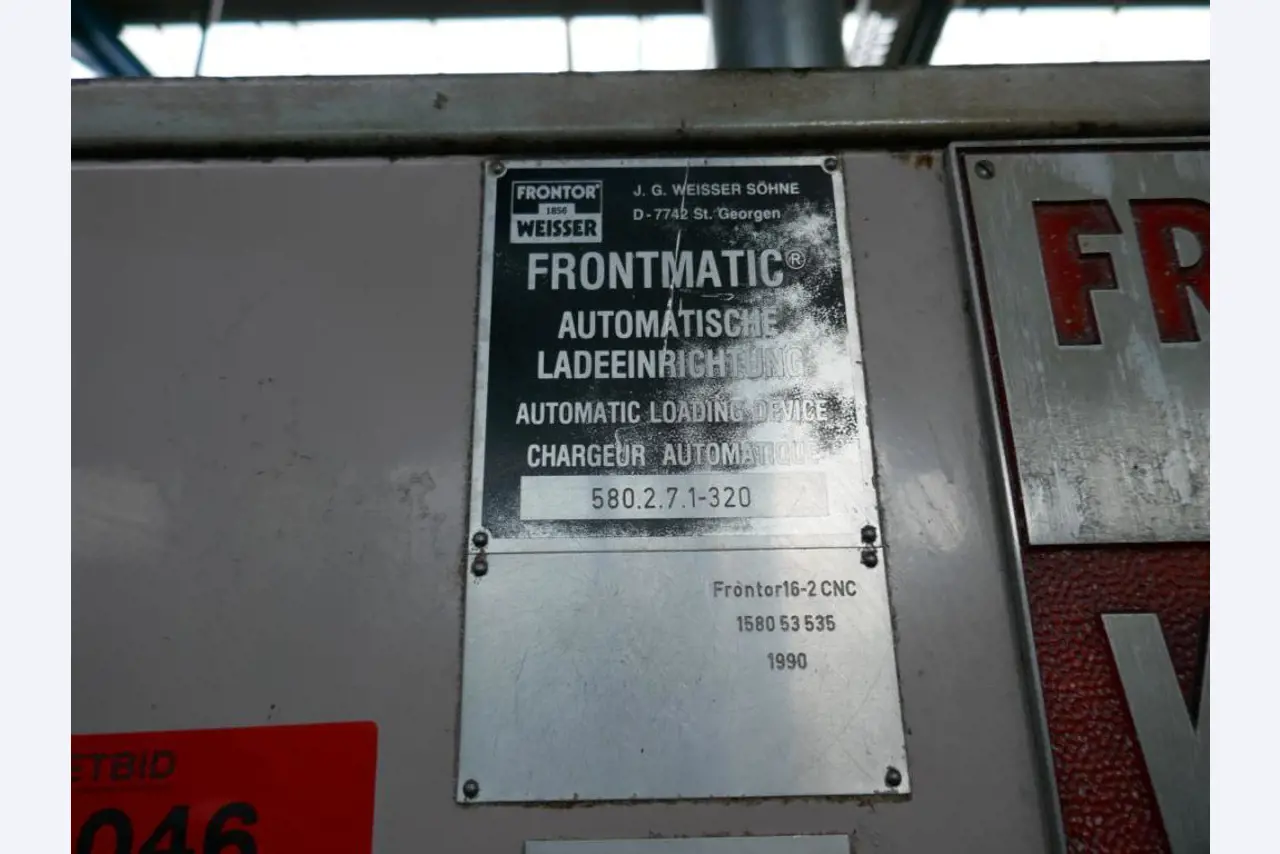 FRONTOR®
1856
WEISSER
J. G. WEISSER SÖHNE
D-7742 St. Georgen
FRONTMATIC®
AUTOMATISCHE
LADEEINRICHTUNG
AUTOMATIC LOADING DEVICE
CHARGEUR AUTOMATIQUE
580.2.7.1-320
Frontor16-2 CNC
1580 53 535
1990
FR
ETBID
046